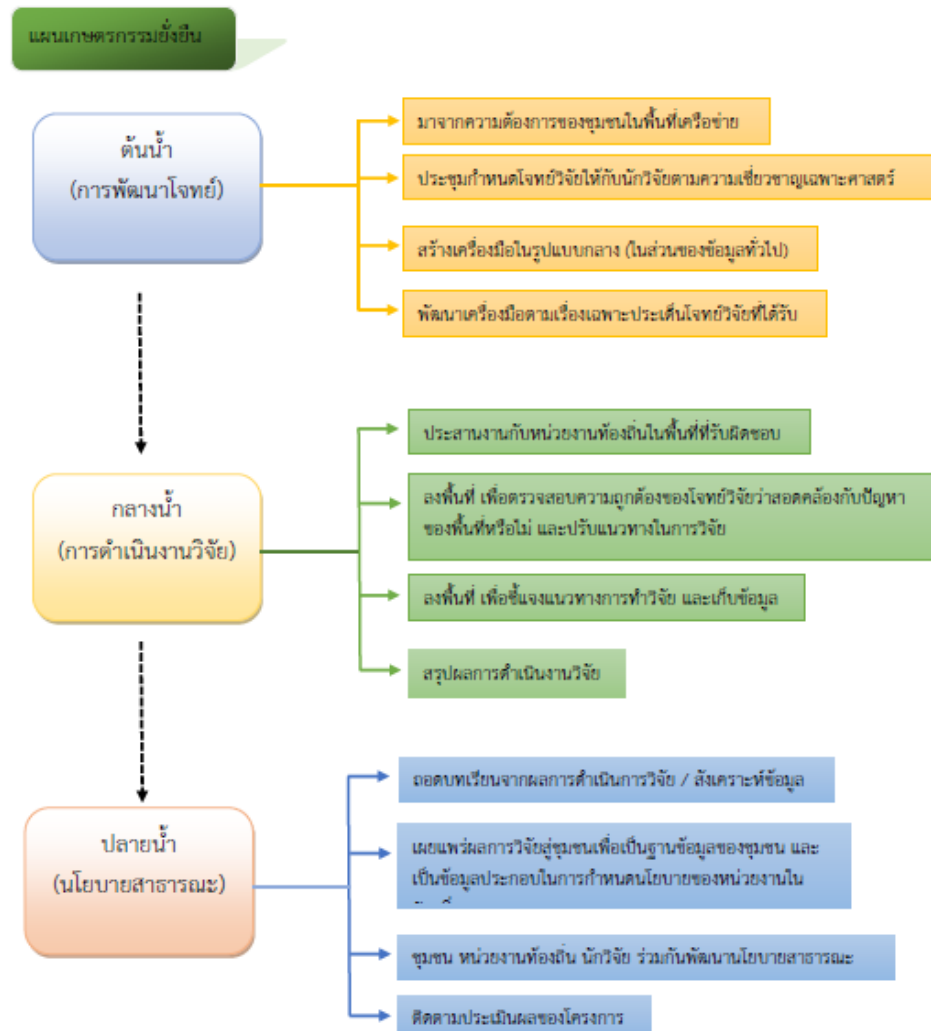 แผนเกษตรกรรมยั่งยืน
ต้นน้ำ
(การพัฒนาโจทย์)
มาจากความต้องการของชุมชนในพื้นที่เครือข่าย
ประชุมกำหนดโจทย์วิจัยให้กับนักวิจัยตามความเชี่ยวชาญเฉพาะศาสตร์
สร้างเครื่องมือในรูปแบบกลาง (ในส่วนของข้อมูลทั่วไป)
พัฒนาเครื่องมือตามเรื่องเฉพาะประเด็นโจทย์วิจัยที่ได้รับ
กลางน้ำ
(การดำเนินงานวิจัย)
ประสานงานกับหน่วยงานท้องถิ่นในพื้นที่ที่รับผิดชอบ
ลงพื้นที่ เพื่อตรวจสอบความถูกต้องของโจทย์วิจัยว่าสอดคล้องกับปัญหา
ของพื้นที่หรือไม่ และปรับแนวทางในการวิจัย
ลงพื้นที่ เพื่อชี้แจงแนวทางการทำวิจัย และเก็บข้อมูล
สรุปผลการดำเนินงานวิจัย
ปลายน้ำ
(นโยบายสาธารณะ)
ถอดบทเรียนจากผลการดำเนินการวิจัย / สังเคราะห์ข้อมูล
เผยแพร่ผลการวิจัยสู่ชุมชนเพื่อเป็นฐานข้อมูลของชุมชน และ
เป็นข้อมูลประกอบในการกำหนดนโยบายของหน่วยงานใน
ชุมชน หน่วยงานท้องถิ่น นักวิจัย ร่วมกันพัฒนานโยบายสาธารณะ
ติดตามประเมินผลของโครงการ